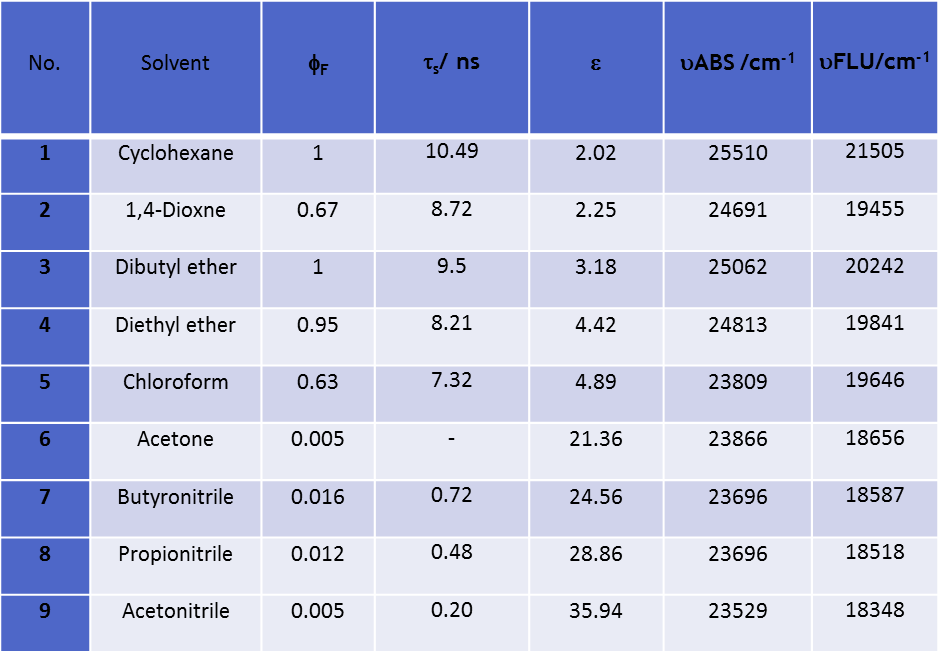 No. Solvent ϕF τs/ ns ε υABS /cm-1 υFLU/cm-1
1 Cyclohexane 1 10.49 2.02 25510 21505
2 1,4-Dioxne 0.67 8.72 2.25 24691 19455
3 Dibutyl ether 1 9.5 3.18 25062 20242
4 Diethyl ether 0.95 8.21 4.42 24813 19841
5 Chloroform 0.63 7.32 4.89 23809 19646
6 Acetone 0.005 - 21.36 23866 18656
7 Butyronitrile 0.016 0.72 24.56 23696 18587
8 Propionitrile 0.012 0.48 28.86 23696 18518
9 Acetonitrile 0.005 0.20 35.94 23529 18348